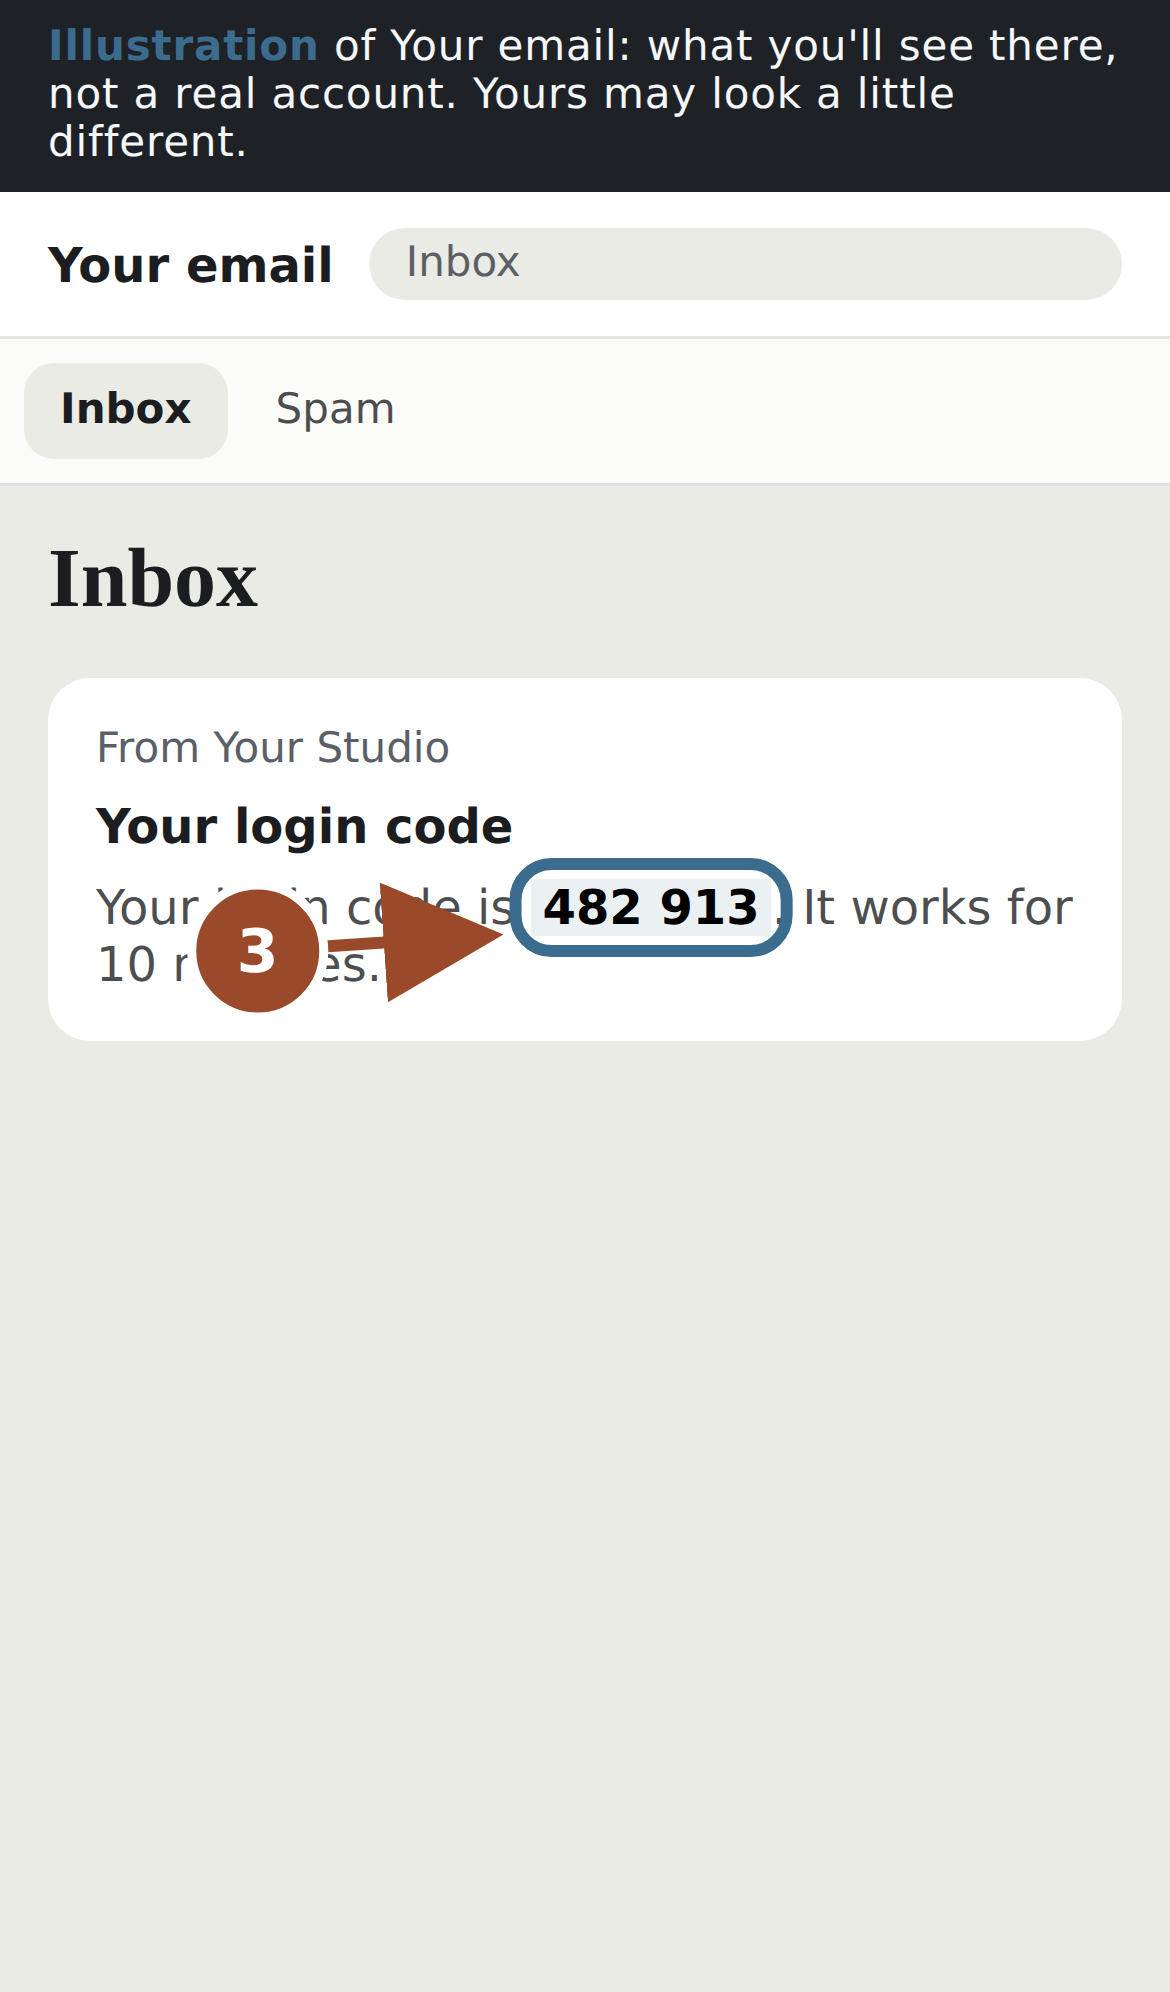 Illustration of Your email: what you'll see there,
not a real account. Yours may look a little
different.
Your email
Inbox
Inbox
Spam
Inbox
From Your Studio
Your login code
Your code is 482 913. It works for
10
3